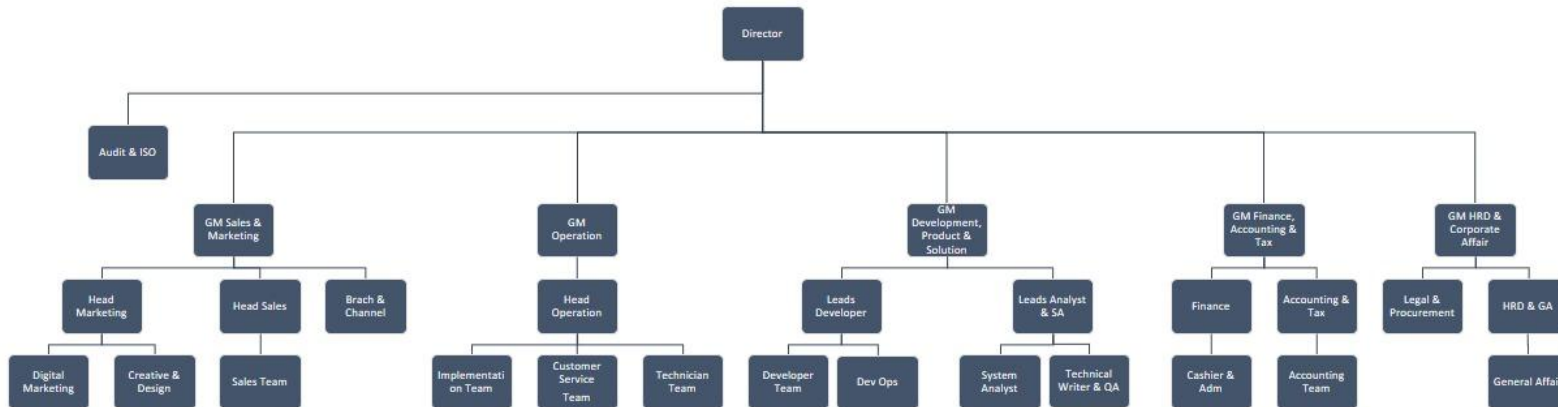 Director
Audit & ISO
GM Sales &
Marketing
GM
Operation
GM
Development,
Product &
Solution
GM Finance,
Accounting &
Tax
GM HRD &
Corporate
Affair
Head
Marketing
Head Sales
Brach &
Channel
Head
Operation
Leads
Developer
Leads Analyst
& SA
Finance
Accounting &
Tax
Legal &
Procurement
HRD & GA
Digital
Marketing
Creative &
Design
Sales Team
Implementati
on Team
Customer
Service
Team
Technician
Team
Developer
Team
Dev Ops
System
Analyst
Technical
Writer & QA
Cashier &
Adm
Accounting
Team
General Affair